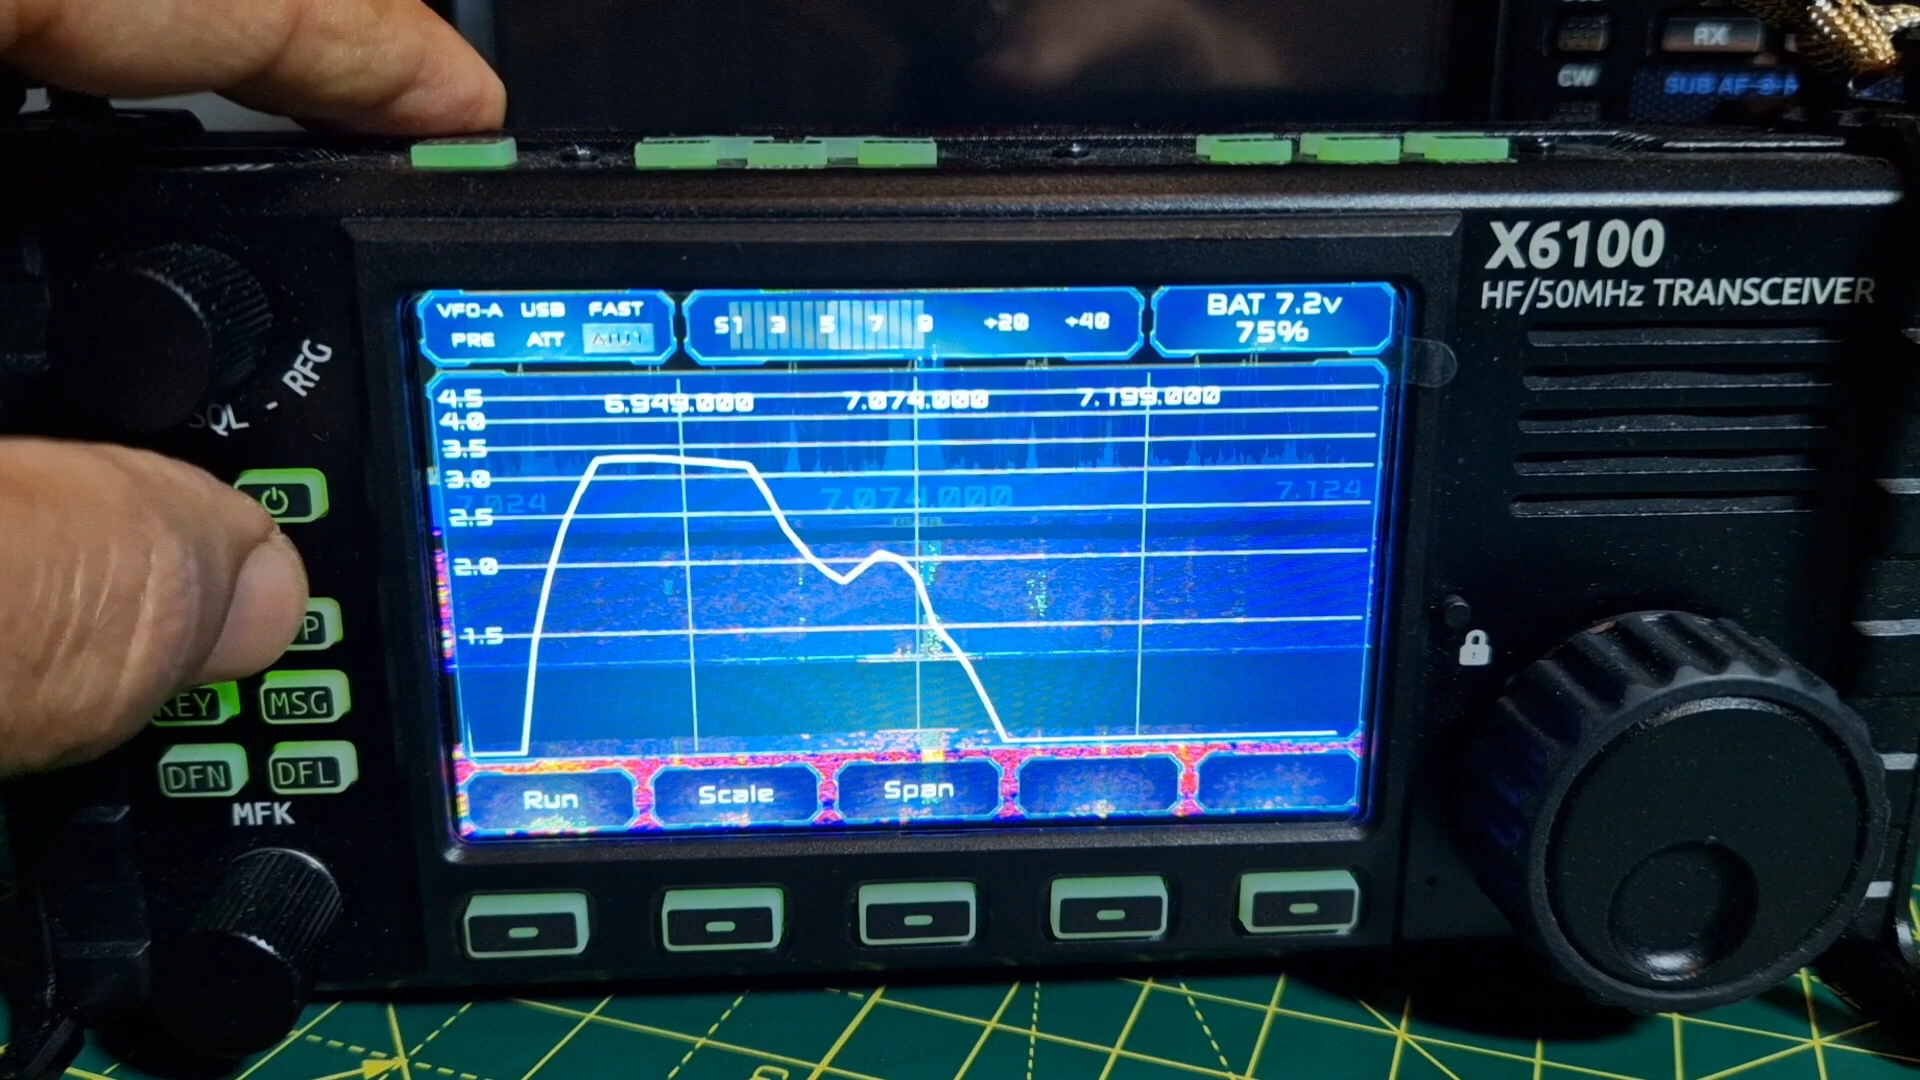 RX
CW
SUB AF
X6100
HF/50MHz TRANSCEIVER
VFO-A USB FAST
PRE ATT
S1 3 5 7 9 +20 +40
BAT 7.2v
75%
4.5
4.0
3.5
3.0
2.5
2.0
1.5
6.949.000 7.074.000 7.199.000
7.024 7.074.000 7.124
Run Scale Span
SQL - RFG
P
KEY MSG
DFN DFL
MFK